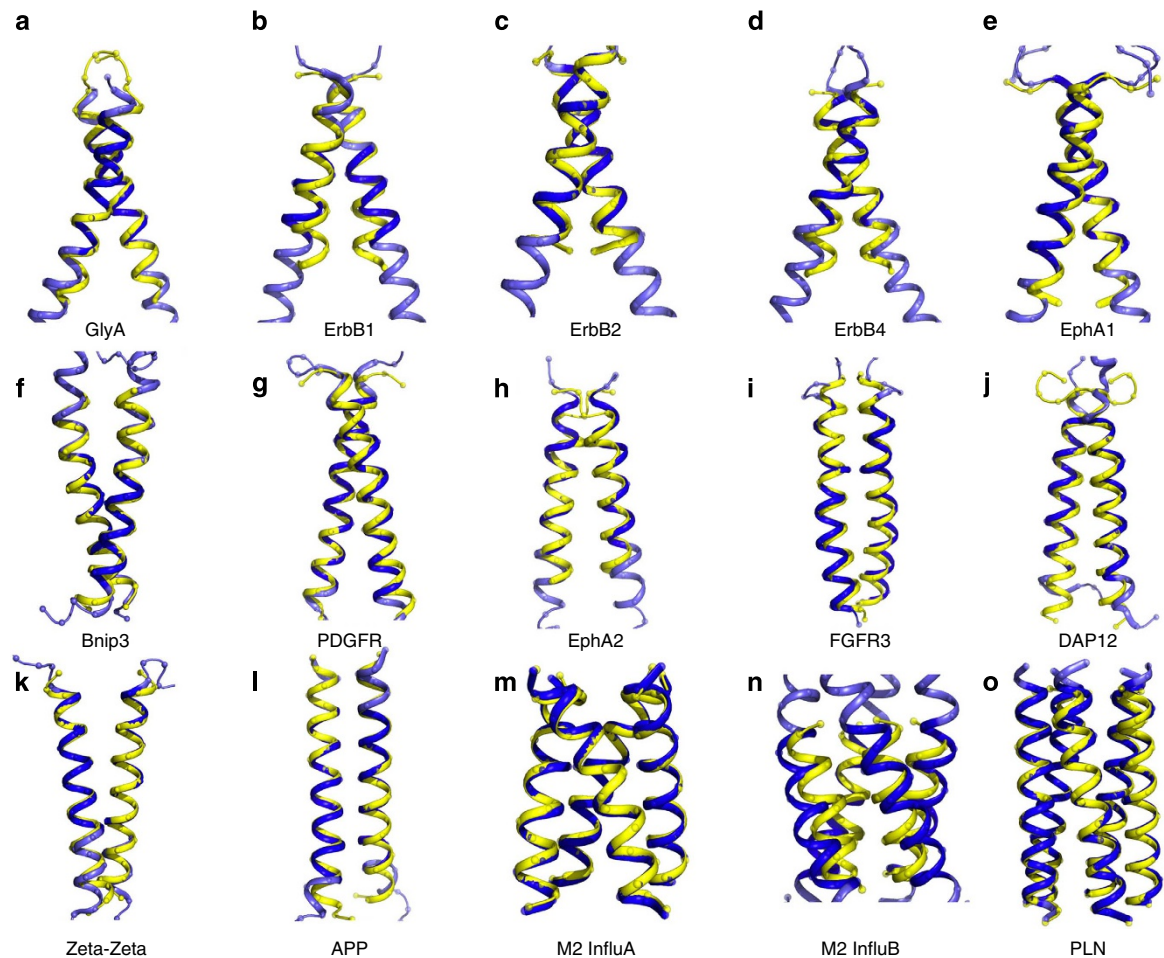 a b c d e
GlyA ErbB1 ErbB2 ErbB4 EphA1
f g h i j
Bnip3 PDGFR EphA2 FGFR3 DAP12
k l m n o
Zeta-Zeta APP M2 InfluA M2 InfluB PLN